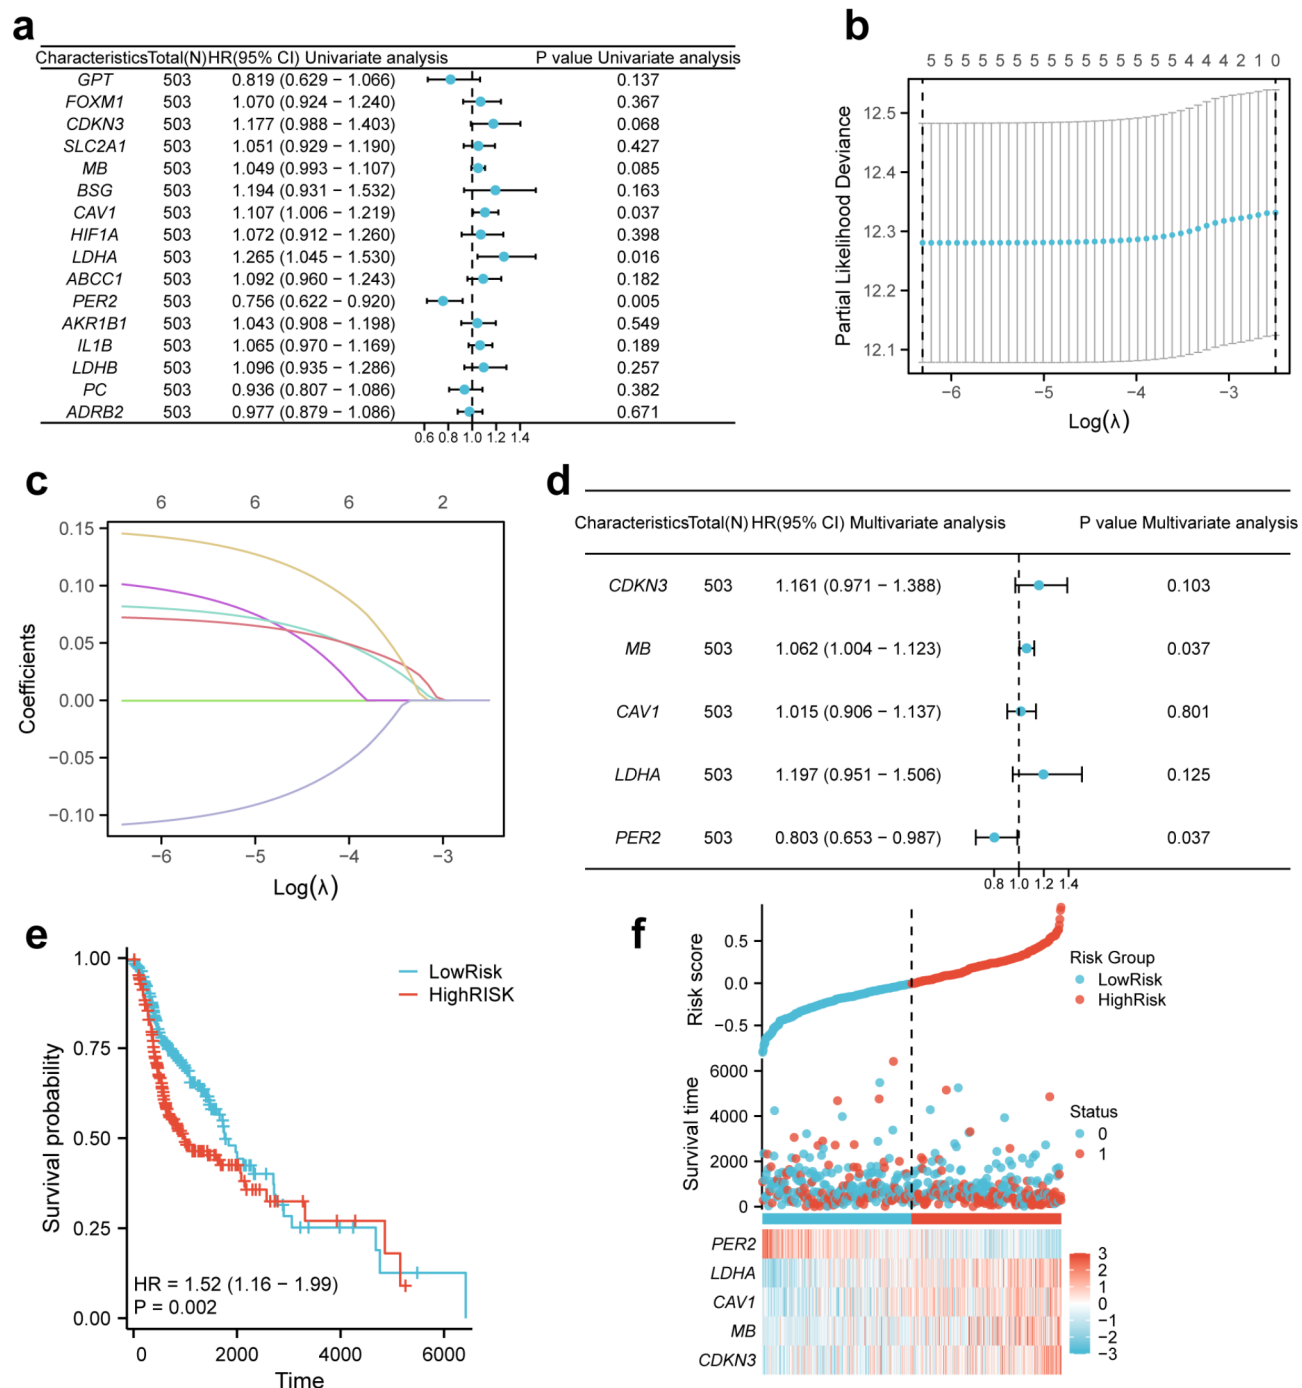 a
CharacteristicsTotal(N)HR(95% CI) Univariate analysis P value Univariate analysis
GPT 503 0.819 (0.629 − 1.066) 0.137
FOXM1 503 1.070 (0.924 − 1.240) 0.367
CDKN3 503 1.177 (0.988 − 1.403) 0.068
SLC2A1 503 1.051 (0.929 − 1.190) 0.427
MB 503 1.049 (0.993 − 1.107) 0.085
BSG 503 1.194 (0.931 − 1.532) 0.163
CAV1 503 1.107 (1.006 − 1.219) 0.037
HIF1A 503 1.072 (0.912 − 1.260) 0.398
LDHA 503 1.265 (1.045 − 1.530) 0.016
ABCC1 503 1.092 (0.960 − 1.243) 0.182
PER2 503 0.756 (0.622 − 0.920) 0.005
AKR1B1 503 1.043 (0.908 − 1.198) 0.549
IL1B 503 1.065 (0.970 − 1.169) 0.189
LDHB 503 1.096 (0.935 − 1.286) 0.257
PC 503 0.936 (0.807 − 1.086) 0.382
ADRB2 503 0.977 (0.879 − 1.086) 0.671
0.6 0.8 1.0 1.2 1.4
b
5 5 5 5 5 5 5 5 5 5 5 5 5 5 5 4 4 4 2 1 0
Partial Likelihood Deviance
12.5
12.4
12.3
12.2
12.1
−6 −5 −4 −3
Log(λ)
c
6 6 6 2
Coefficients
0.15
0.10
0.05
0.00
−0.05
−0.10
−6 −5 −4 −3
Log(λ)
d
CharacteristicsTotal(N) HR(95% CI) Multivariate analysis P value Multivariate analysis
CDKN3 503 1.161 (0.971 − 1.388) 0.103
MB 503 1.062 (1.004 − 1.123) 0.037
CAV1 503 1.015 (0.906 − 1.137) 0.801
LDHA 503 1.197 (0.951 − 1.506) 0.125
PER2 503 0.803 (0.653 − 0.987) 0.037
0.8 1.0 1.2 1.4
e
Survival probability
1.00
0.75
0.50
0.25
0.00
LowRisk
HighRISK
HR = 1.52 (1.16 − 1.99)
P = 0.002
0 2000 4000 6000
Time
f
Risk score
0.5
0.0
−0.5
Risk Group
LowRisk
HighRisk
Survival time
6000
4000
2000
0
Status
0
1
PER2
LDHA
CAV1
MB
CDKN3
3
2
1
0
−1
−2
−3